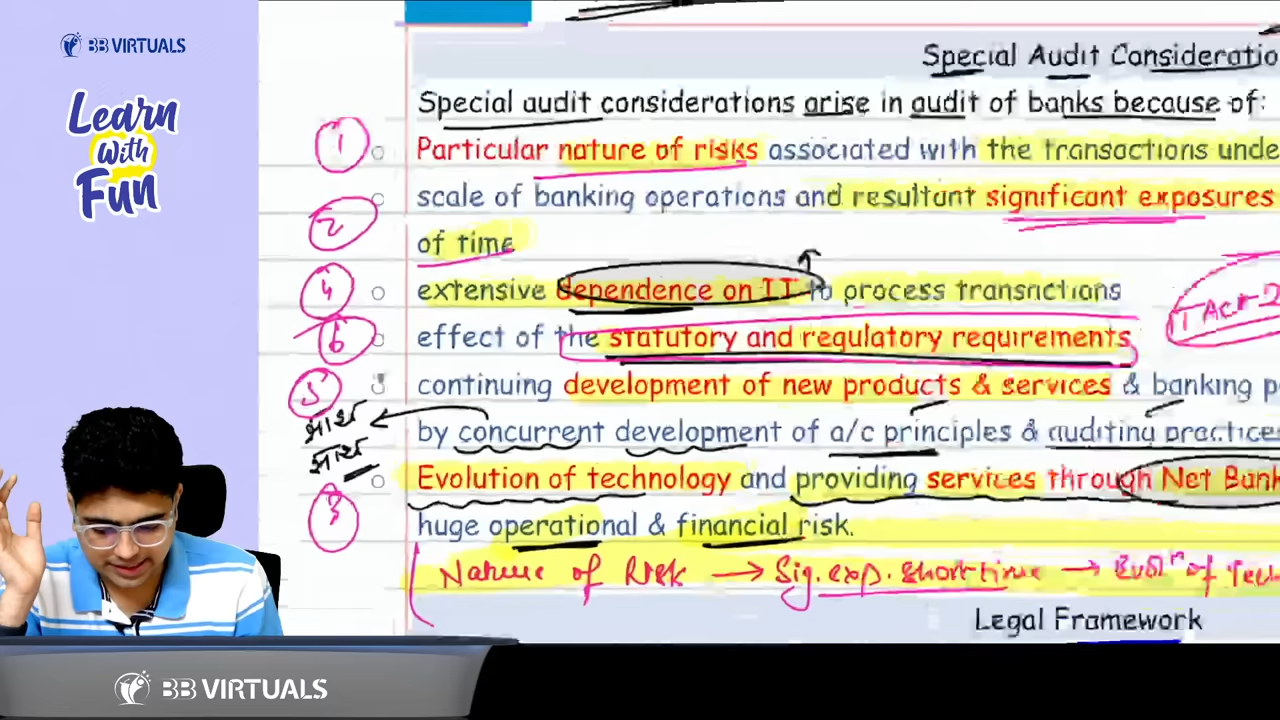 BB VIRTUALS
Learn
With
Fun
Special Audit Consideratio
Special audit considerations arise in audit of banks because of:
1 Particular nature of risks associated with the transactions unde
2 scale of banking operations and resultant significant exposures
of time
4 extensive dependence on IT to process transactions
6 effect of the statutory and regulatory requirements
Act-
5 continuing development of new products & services & banking p
साथ
साथ
by concurrent development of a/c principles & auditing practices
3 Evolution of technology and providing services through Net Bank
huge operational & financial risk.
Nature of Risk → Sig. exp. short time → Evolⁿ of Tec
Legal Framework
BB VIRTUALS